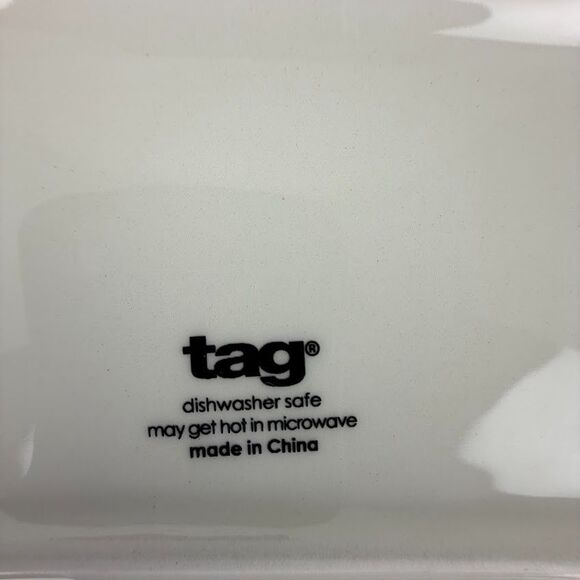 tag®
dishwasher safe
may get hot in microwave
made in China